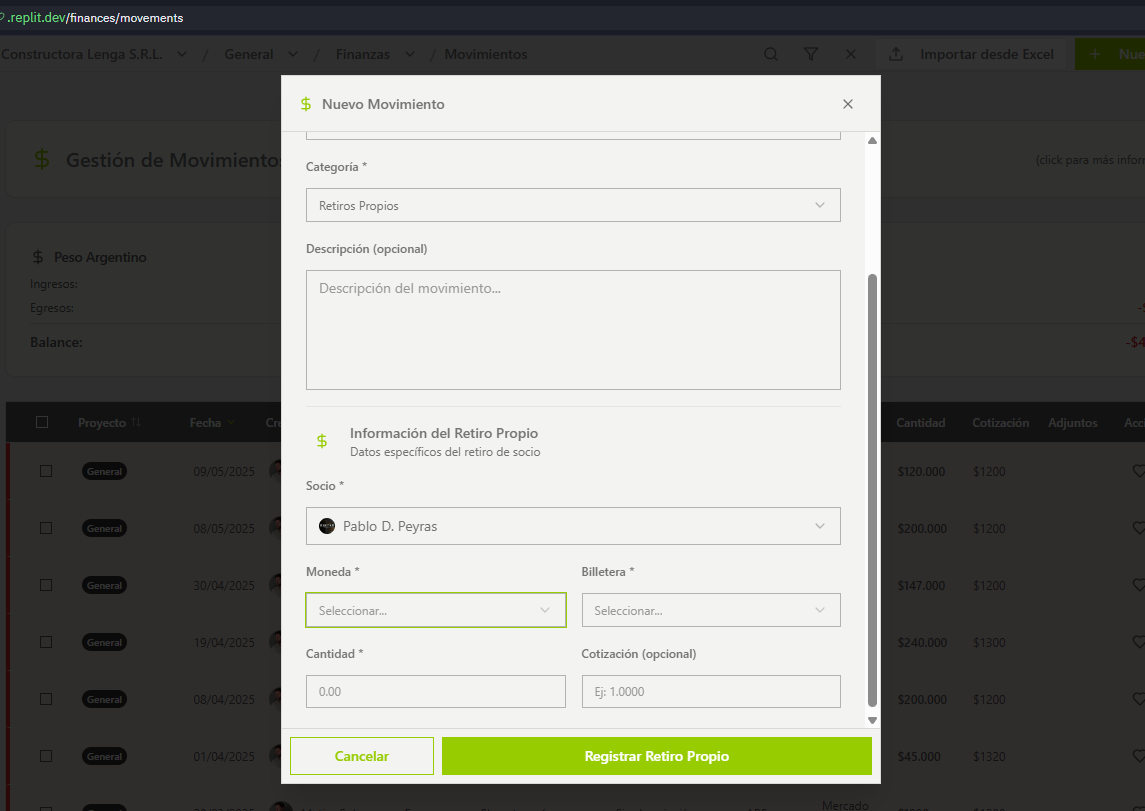 .replit.dev/finances/movements
Constructora Lenga S.R.L. / General / Finanzas / Movimientos Importar desde Excel + Nue
Nuevo Movimiento
Gestión de Movimientos (click para más infor
Categoría *
Retiros Propios
Descripción (opcional)
Descripción del movimiento...
$ Peso Argentino
Ingresos:
Egresos:
Balance: -$4
Proyecto Fecha Cre Cantidad Cotización Adjuntos Acc
Información del Retiro Propio
Datos específicos del retiro de socio
General 09/05/2025 $120.000 $1200
Socio *
Pablo D. Peyras
General 08/05/2025 $200.000 $1200
Moneda * Billetera *
General 30/04/2025 $147.000 $1200
Seleccionar... Seleccionar...
General 19/04/2025 $240.000 $1300
Cantidad * Cotización (opcional)
0.00 Ej: 1.0000
General 08/04/2025 $200.000 $1200
Cancelar Registrar Retiro Propio
General 01/04/2025 $45.000 $1320
Mercado